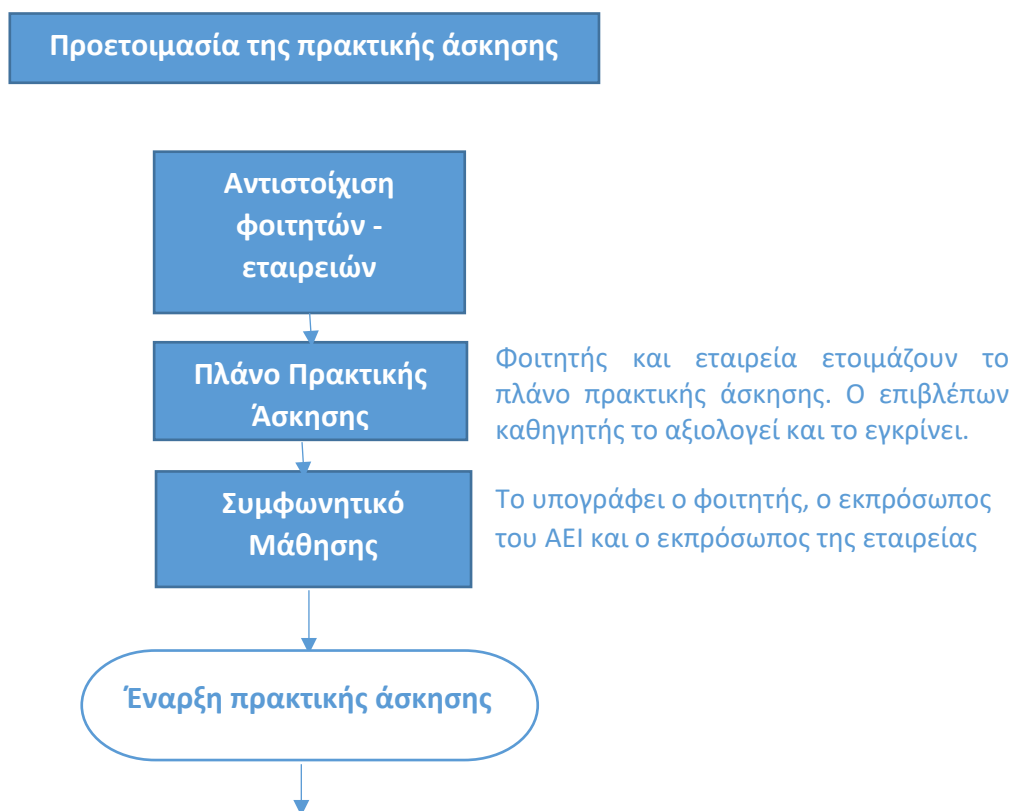 Προετοιμασία της πρακτικής άσκησης
Αντιστοίχιση
φοιτητών -
εταιρειών
Πλάνο Πρακτικής
Άσκησης
Φοιτητής και εταιρεία ετοιμάζουν το
πλάνο πρακτικής άσκησης. Ο επιβλέπων
καθηγητής το αξιολογεί και το εγκρίνει.
Συμφωνητικό
Μάθησης
Το υπογράφει ο φοιτητής, ο εκπρόσωπος
του ΑΕΙ και ο εκπρόσωπος της εταιρείας
Έναρξη πρακτικής άσκησης